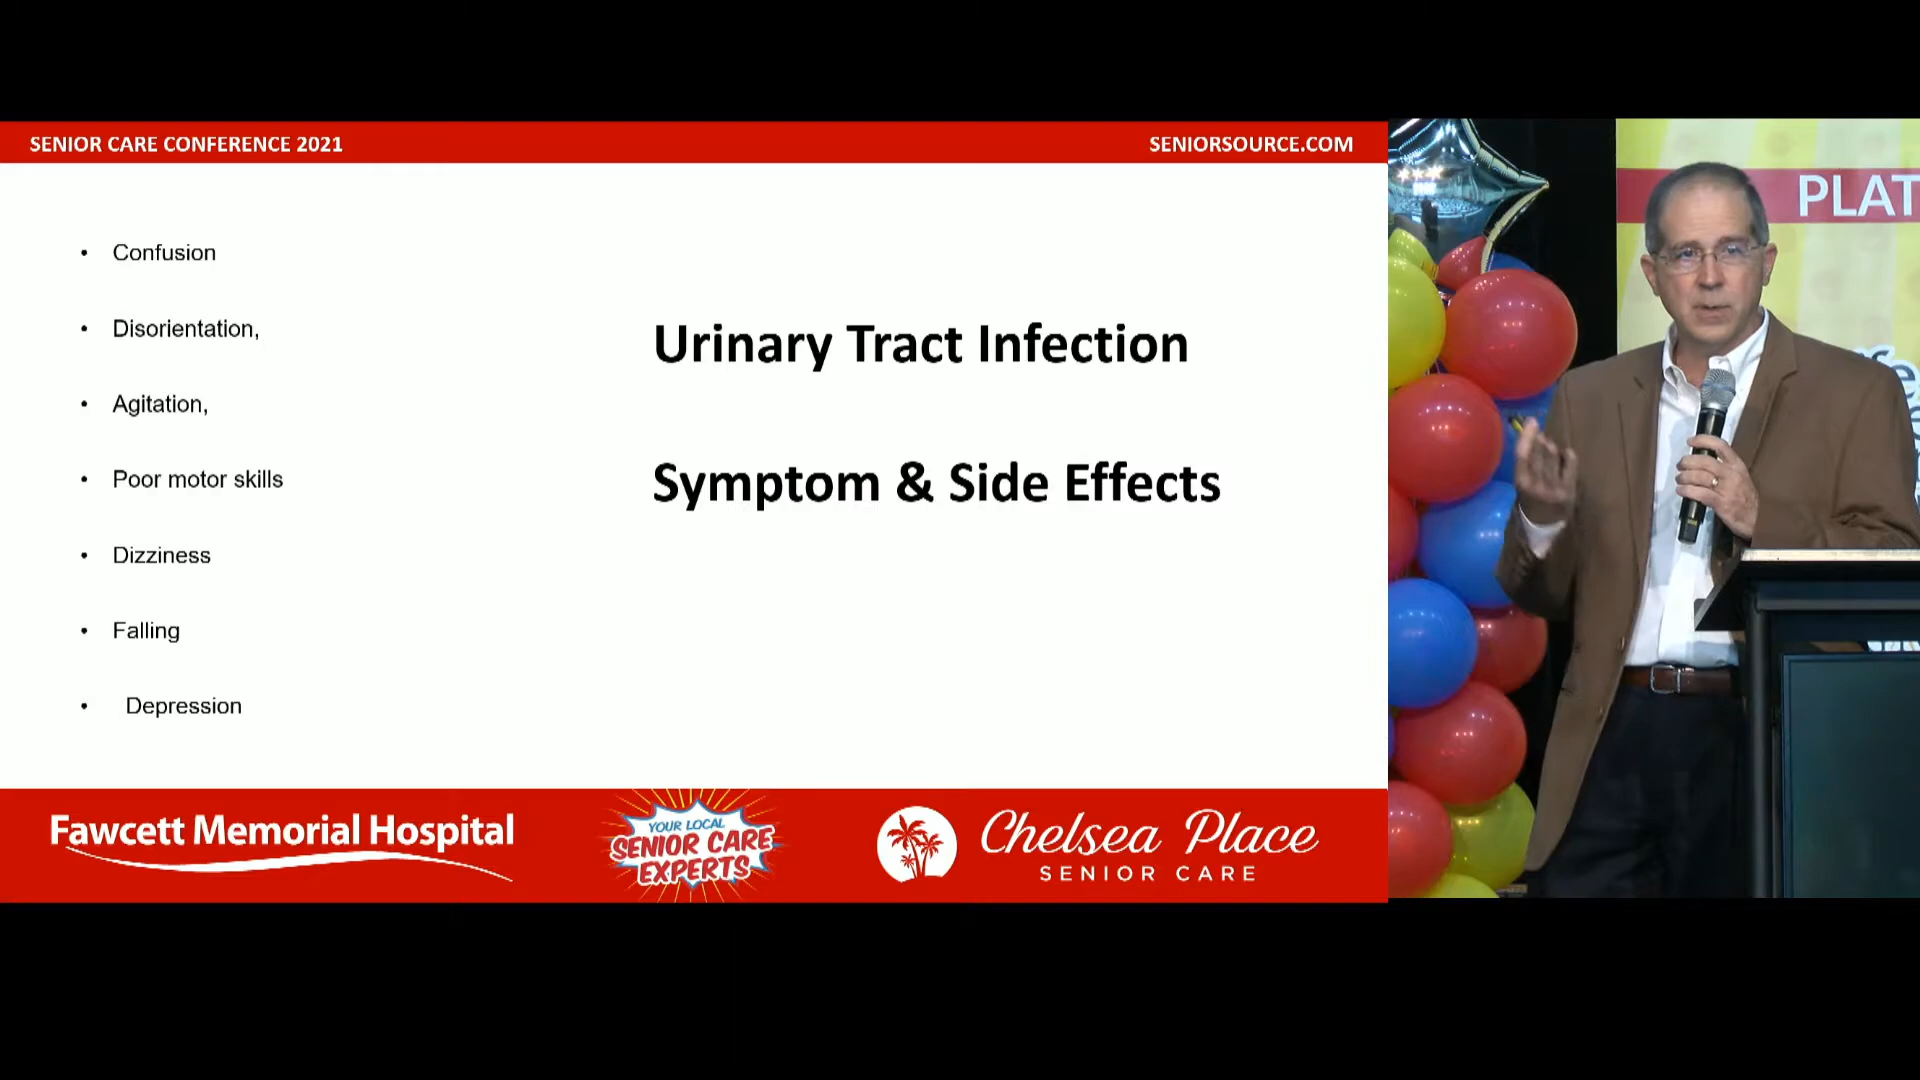 SENIOR CARE CONFERENCE 2021
SENIORSOURCE.COM
• Confusion
• Disorientation,
• Agitation,
• Poor motor skills
• Dizziness
• Falling
• Depression
Urinary Tract Infection
Symptom & Side Effects
Fawcett Memorial Hospital
YOUR LOCAL
SENIOR CARE
EXPERTS
Chelsea Place
SENIOR CARE
PLAT